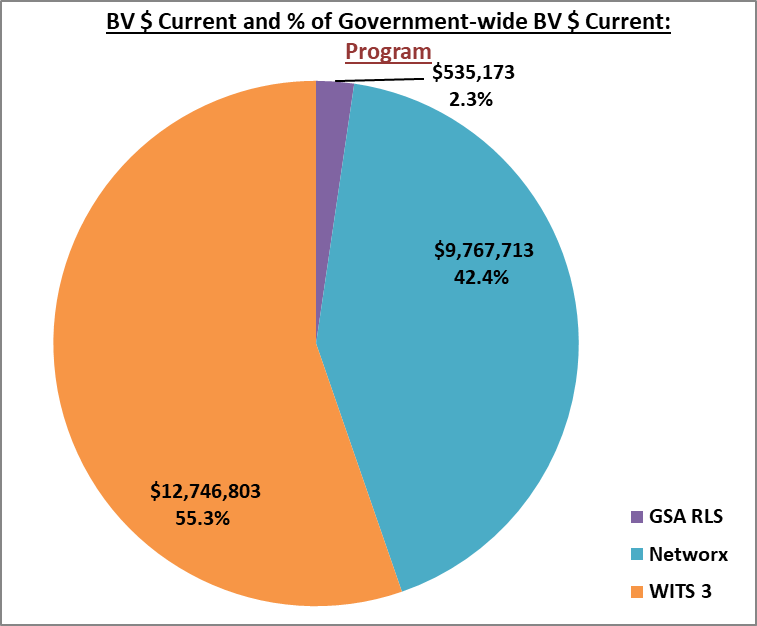 BV $ Current and % of Government-wide BV $ Current:
Program
$535,173
2.3%
$9,767,713
42.4%
$12,746,803
55.3%
GSA RLS
Networx
WITS 3